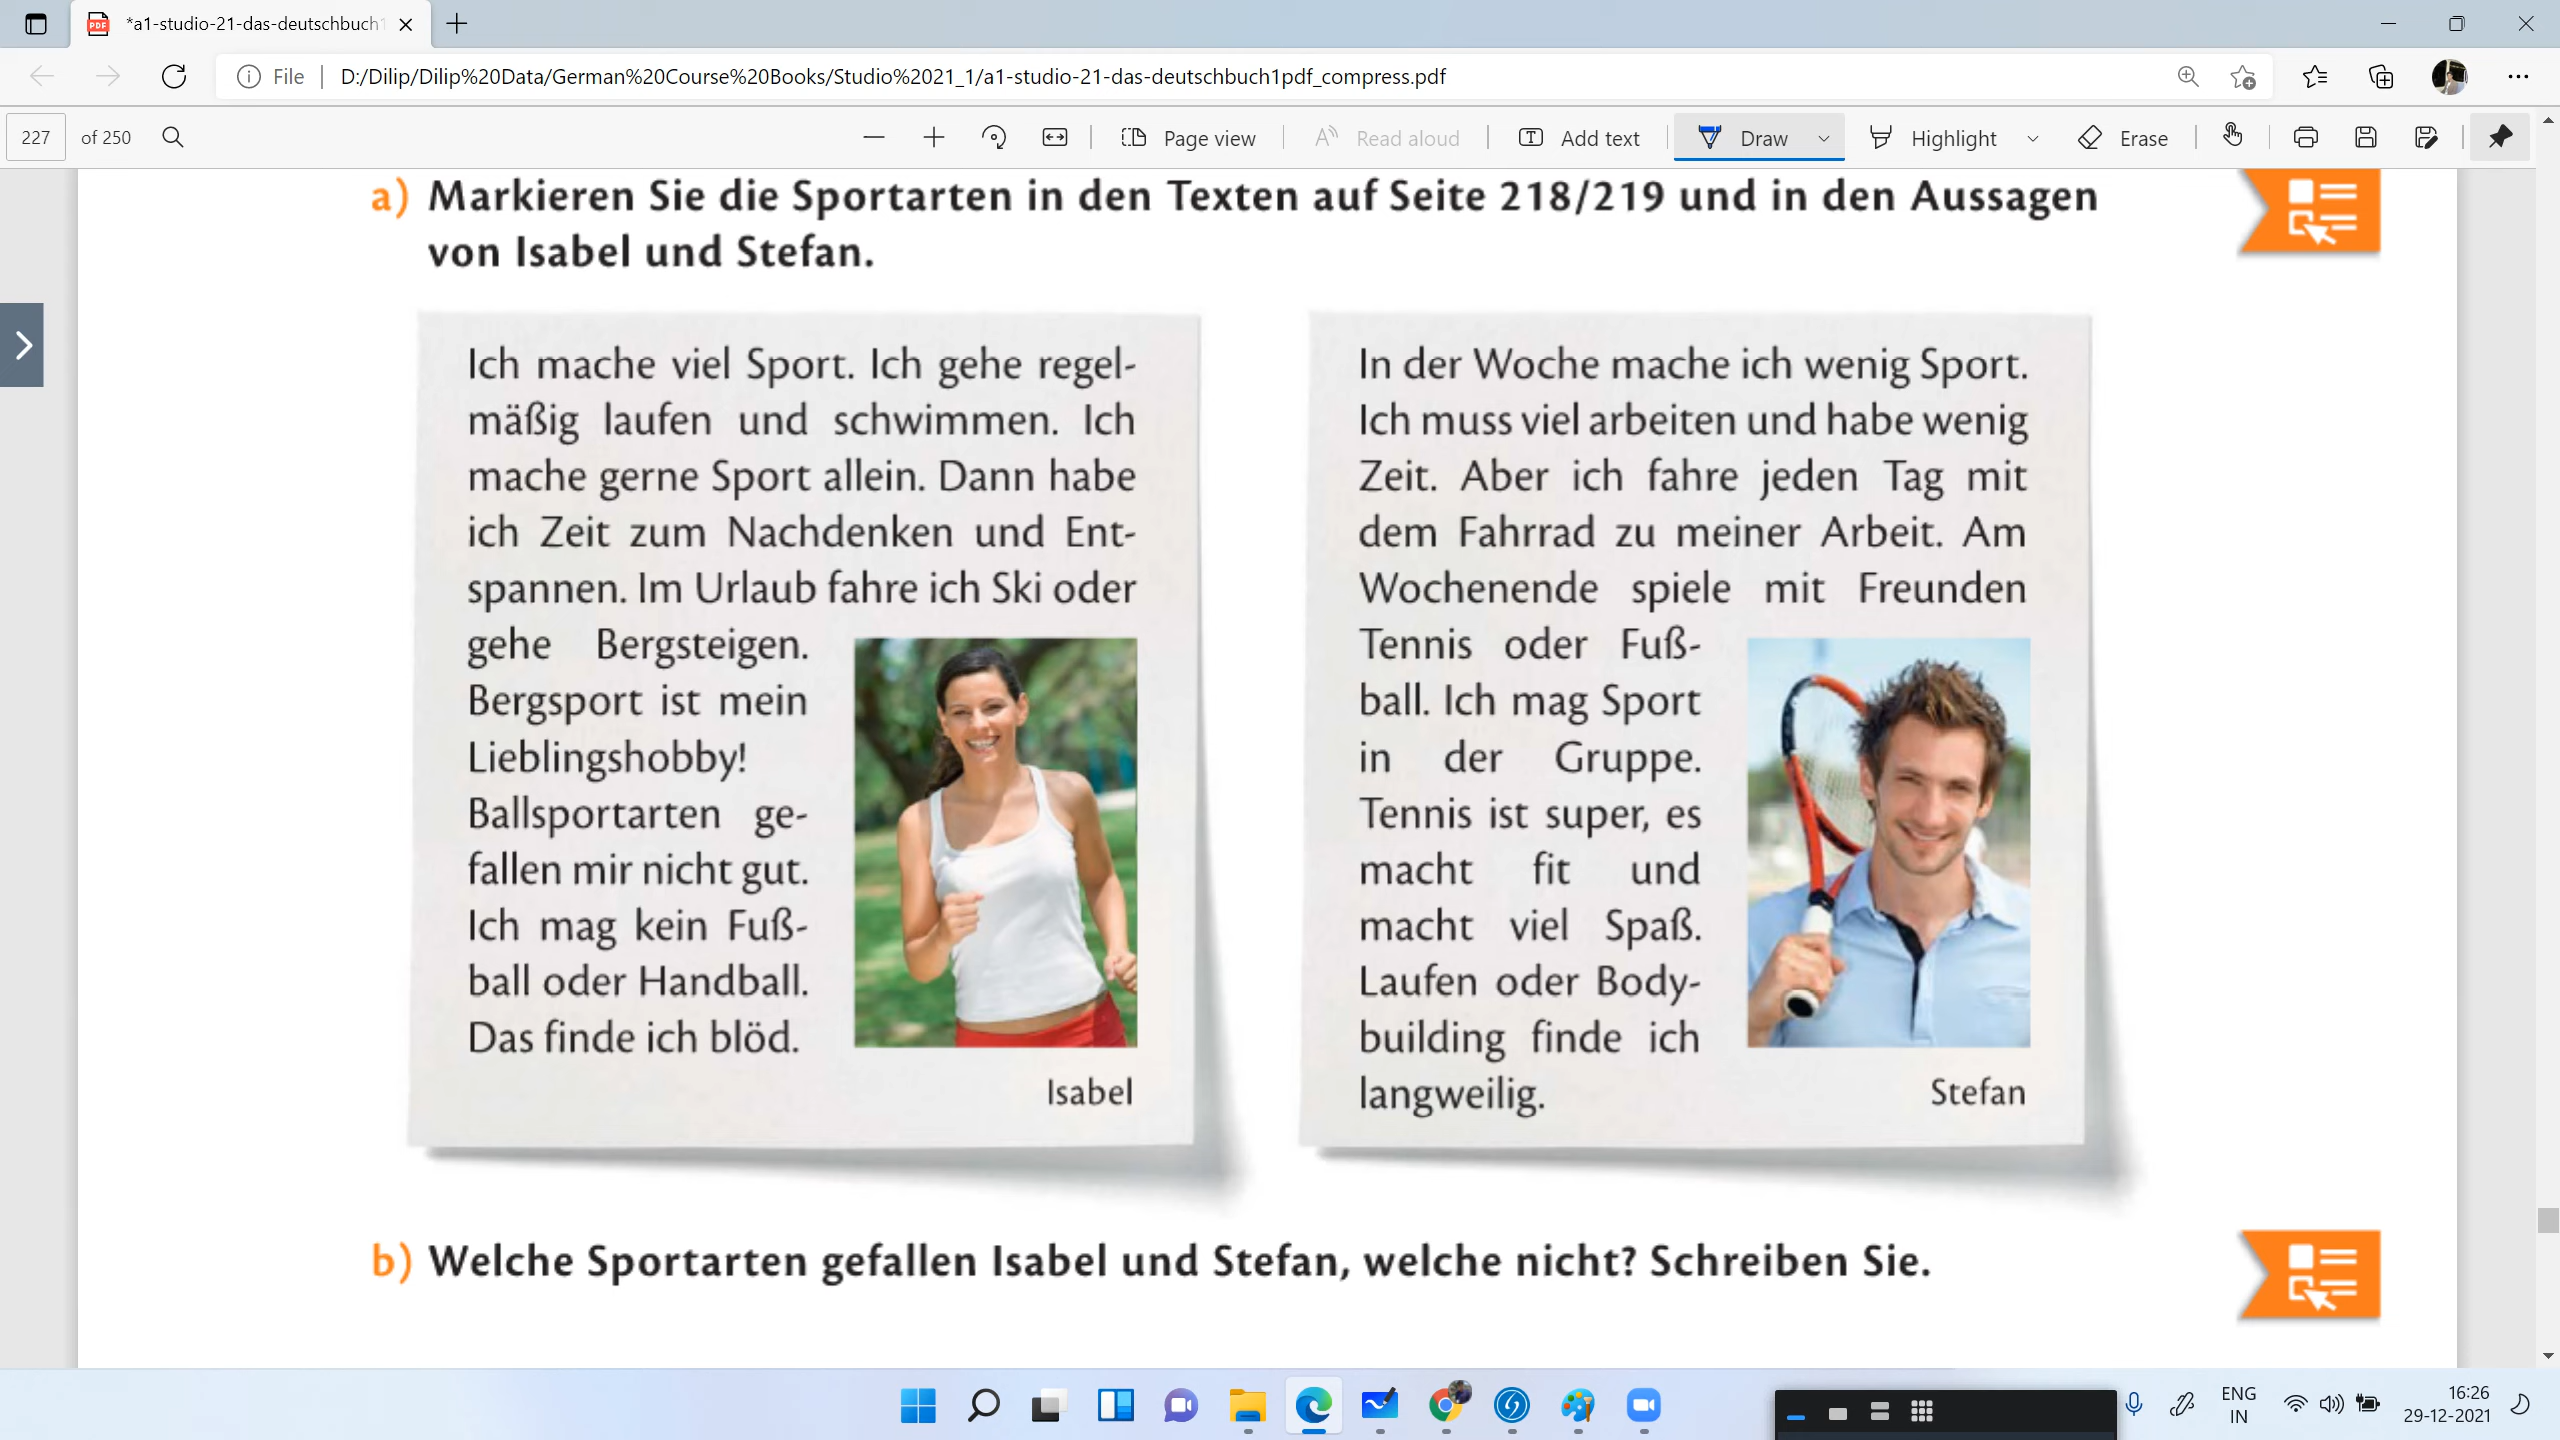 *a1-studio-21-das-deutschbuch1
File
D:/Dilip/Dilip%20Data/German%20Course%20Books/Studio%2021_1/a1-studio-21-das-deutschbuch1pdf_compress.pdf
227 of 250
Page view
Read aloud
Add text
Draw
Highlight
Erase
a) Markieren Sie die Sportarten in den Texten auf Seite 218/219 und in den Aussagen
von Isabel und Stefan.
Ich mache viel Sport. Ich gehe regel-
mäßig laufen und schwimmen. Ich
mache gerne Sport allein. Dann habe
ich Zeit zum Nachdenken und Ent-
spannen. Im Urlaub fahre ich Ski oder
gehe Bergsteigen.
Bergsport ist mein
Lieblingshobby!
Ballsportarten ge-
fallen mir nicht gut.
Ich mag kein Fuß-
ball oder Handball.
Das finde ich blöd.
Isabel
In der Woche mache ich wenig Sport.
Ich muss viel arbeiten und habe wenig
Zeit. Aber ich fahre jeden Tag mit
dem Fahrrad zu meiner Arbeit. Am
Wochenende spiele mit Freunden
Tennis oder Fuß-
ball. Ich mag Sport
in der Gruppe.
Tennis ist super, es
macht fit und
macht viel Spaß.
Laufen oder Body-
building finde ich
langweilig.
Stefan
b) Welche Sportarten gefallen Isabel und Stefan, welche nicht? Schreiben Sie.
ENG
IN
16:26
29-12-2021